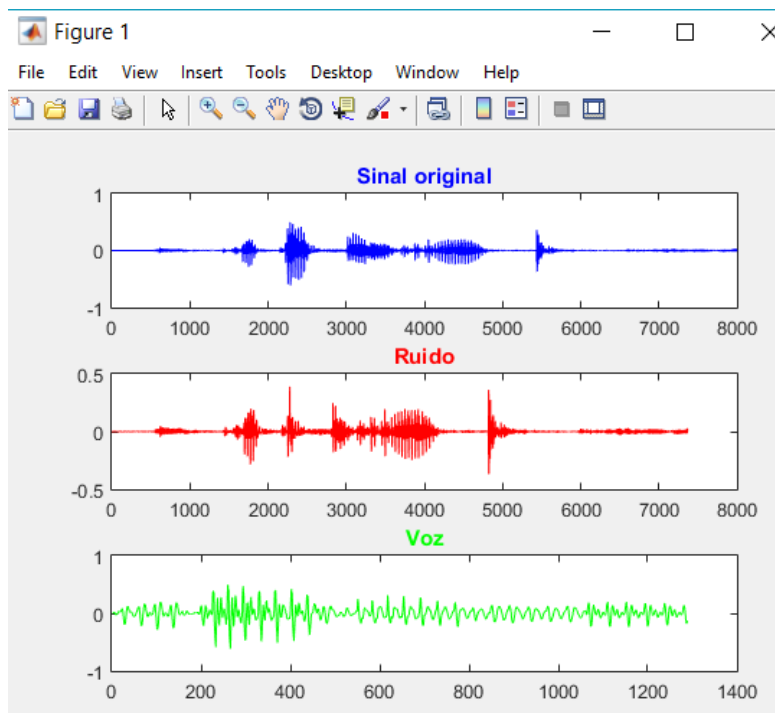 Figure 1
File Edit View Insert Tools Desktop Window Help
Sinal original
1
0
-1
0 1000 2000 3000 4000 5000 6000 7000 8000
Ruido
0.5
0
-0.5
0 1000 2000 3000 4000 5000 6000 7000 8000
Voz
1
0
-1
0 200 400 600 800 1000 1200 1400